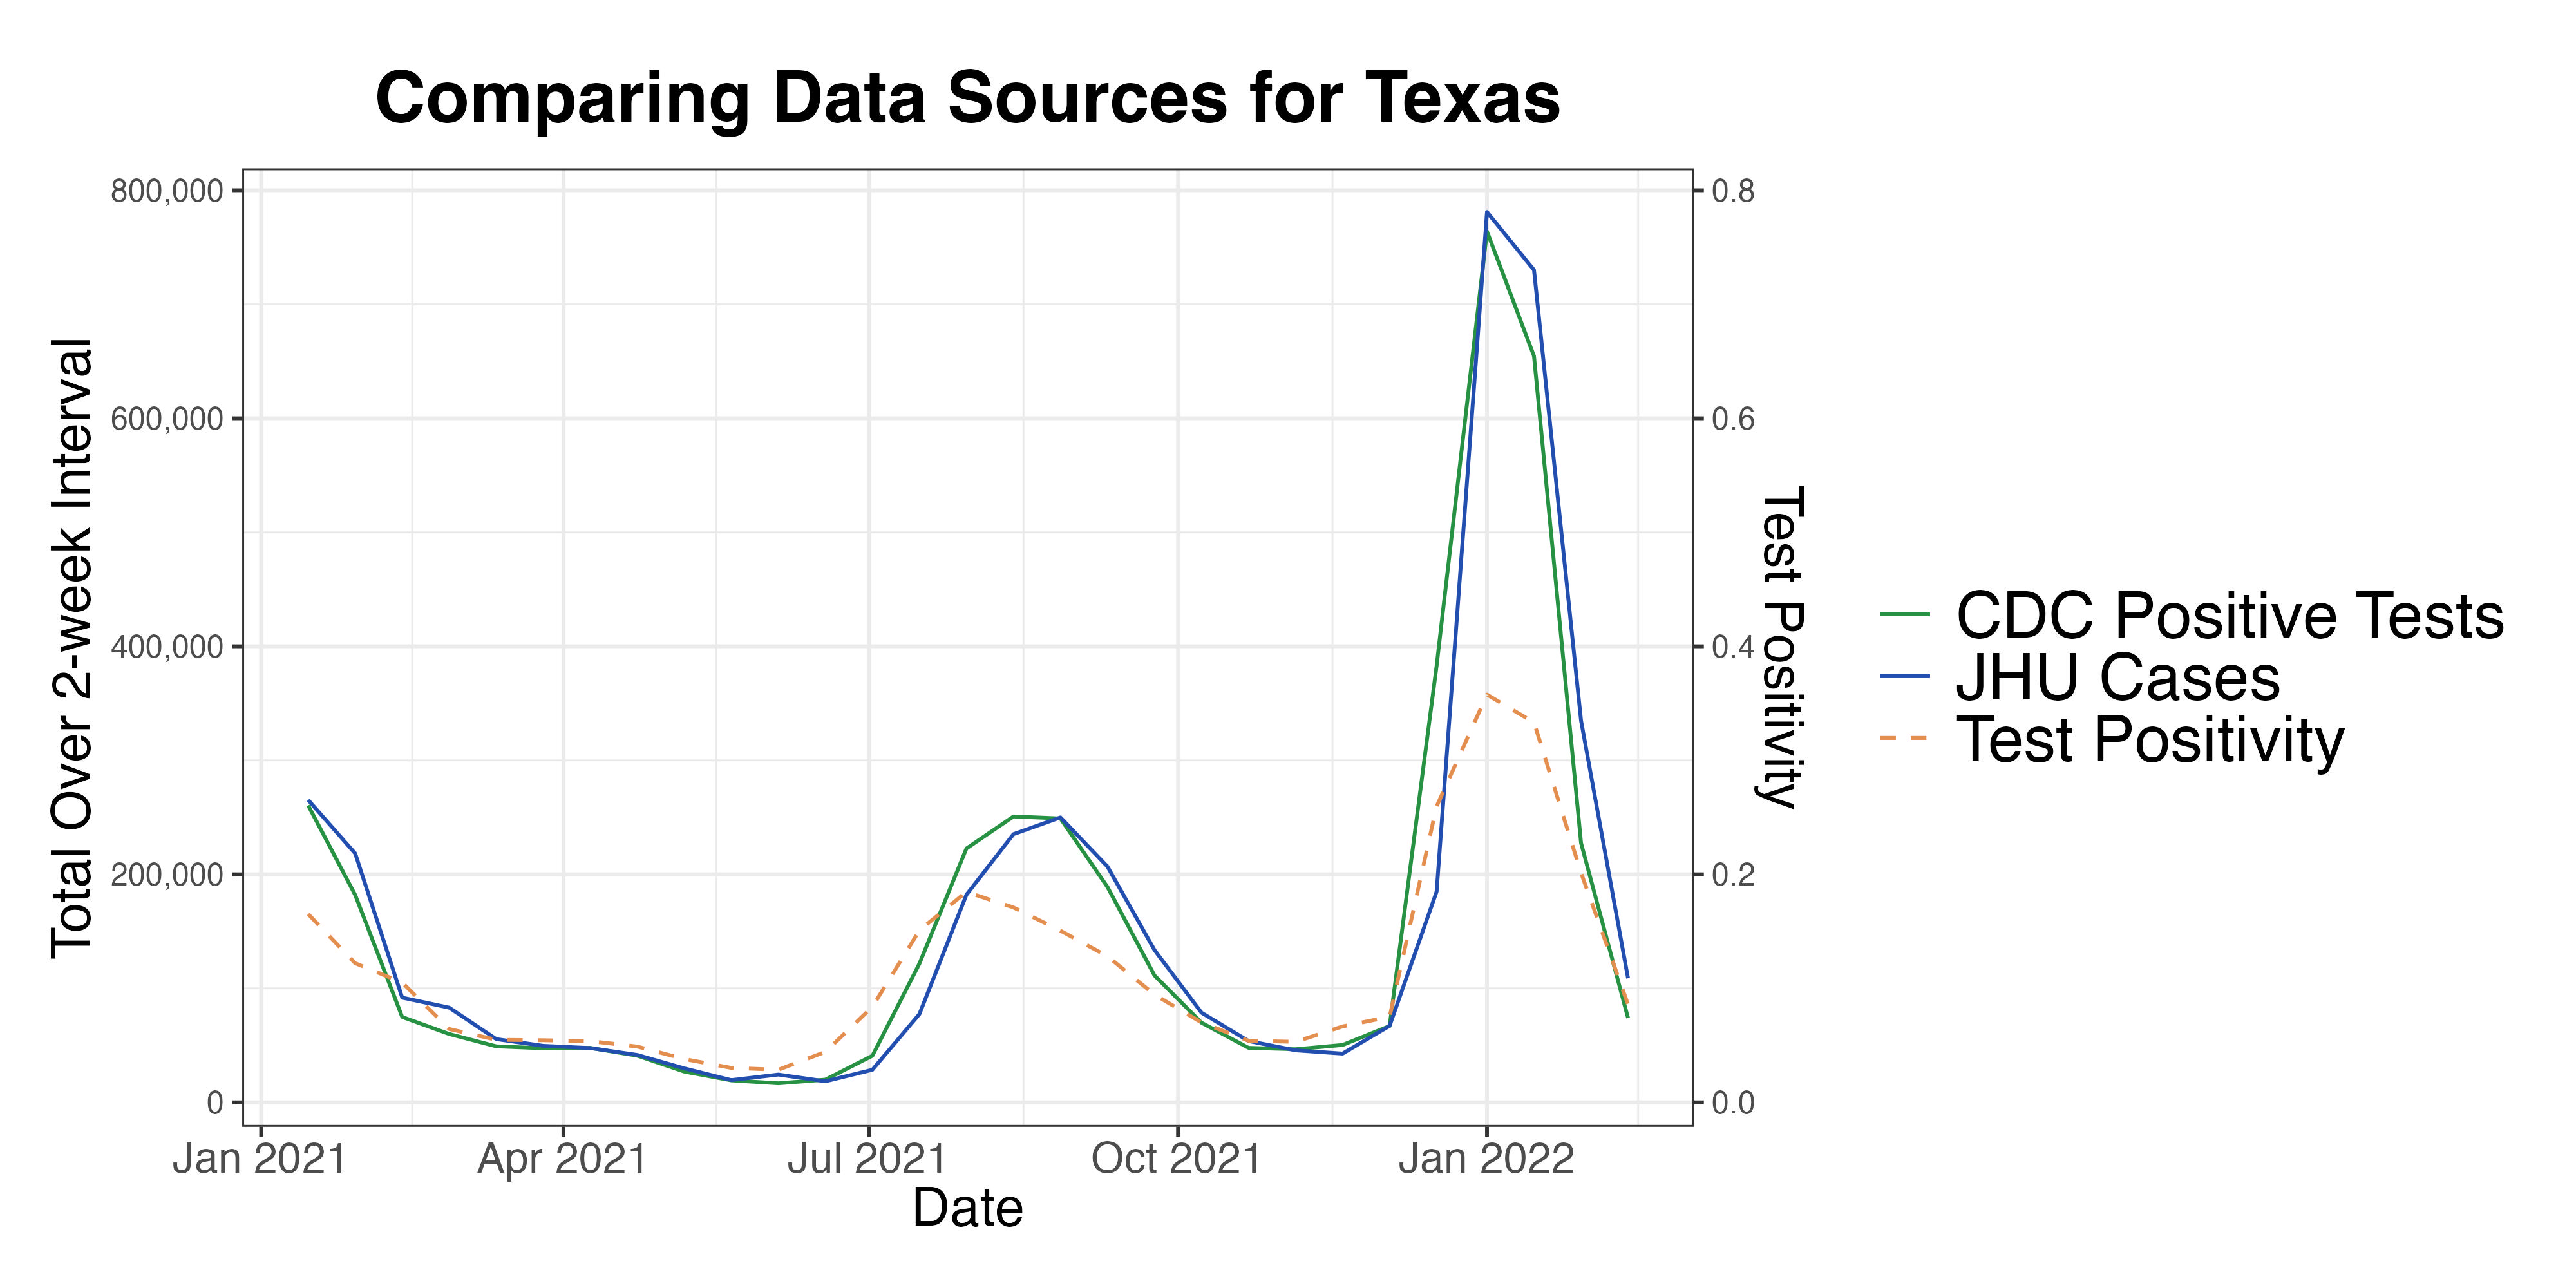 Comparing Data Sources for Texas
Total Over 2-week Interval
800,000
600,000
400,000
200,000
0
0.8
0.6
0.4
0.2
0.0
Test Positivity
Jan 2021
Apr 2021
Jul 2021
Oct 2021
Jan 2022
Date
CDC Positive Tests
JHU Cases
Test Positivity